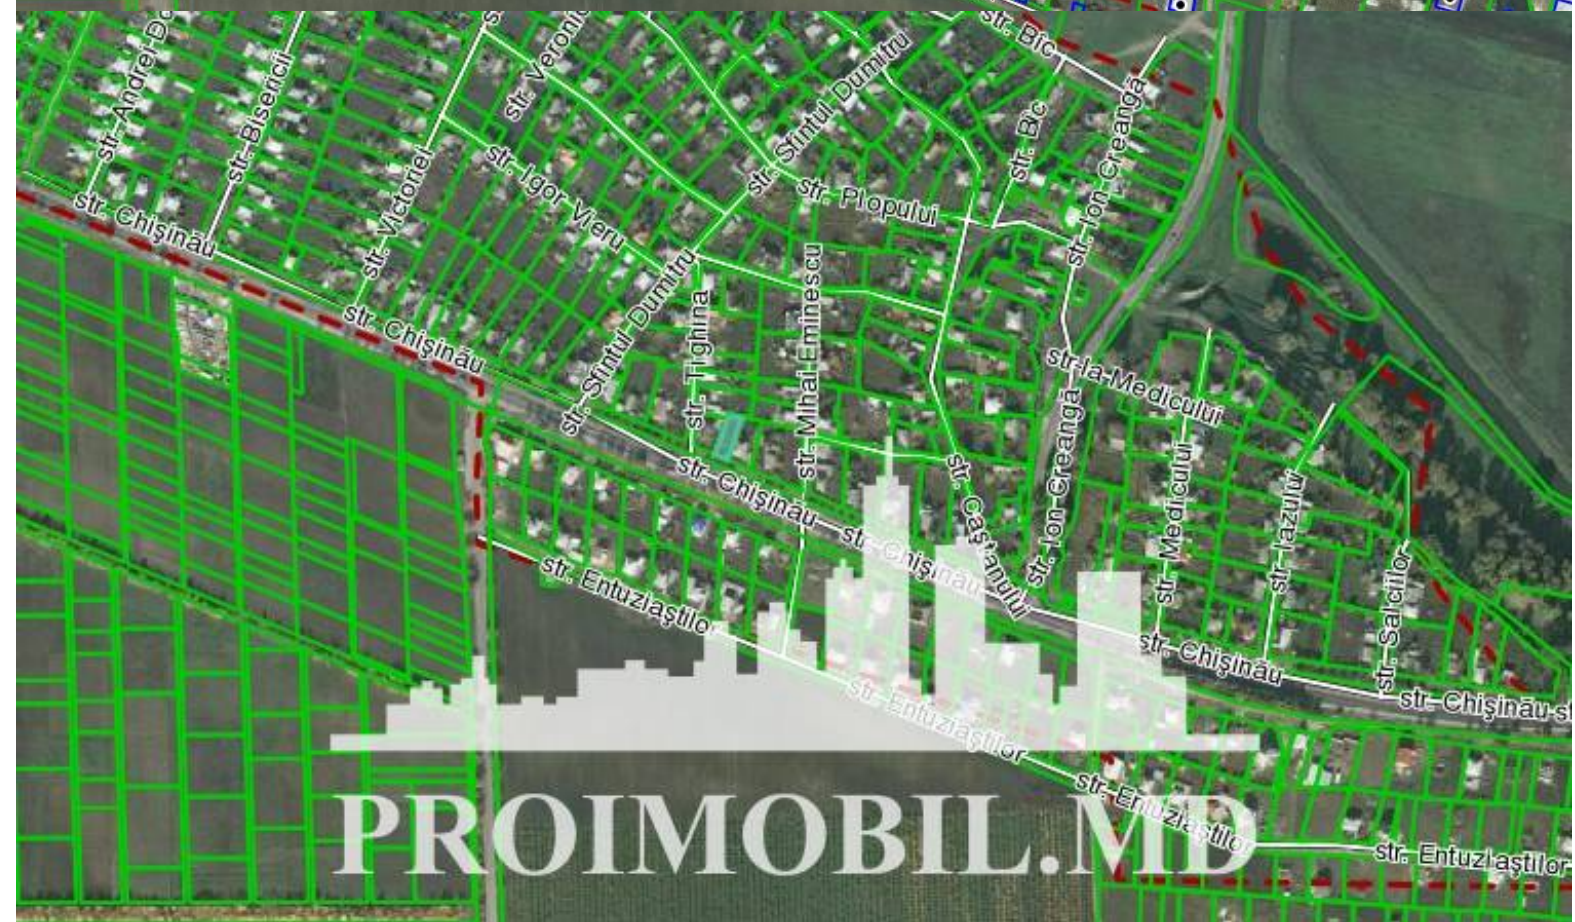 str. Bic
str. Andrei Do
str. Bisericii
str. Veronic
str. Sfîntul Dumitru
str. Victoriei
str. Igor Vieru
str. Plopului
str. Bic
str. Ion Creangă
str. Chişinău
str. Chişinău
str. Sfîntul Dumitru
str. Tighina
str. Mihai Eminescu
str-la Medicului
str. Chişinău
str. Castanului
str. Ion Creangă
str. Medicului
str. Iazului
str. Salciilor
str. Chişinău
str. Entuziaştilor
str. Chişinău
str. Chişinău
str. Entuziaştilor
str. Entuziaştilor
str. Entuziaştilor
PROIMOBIL.MD